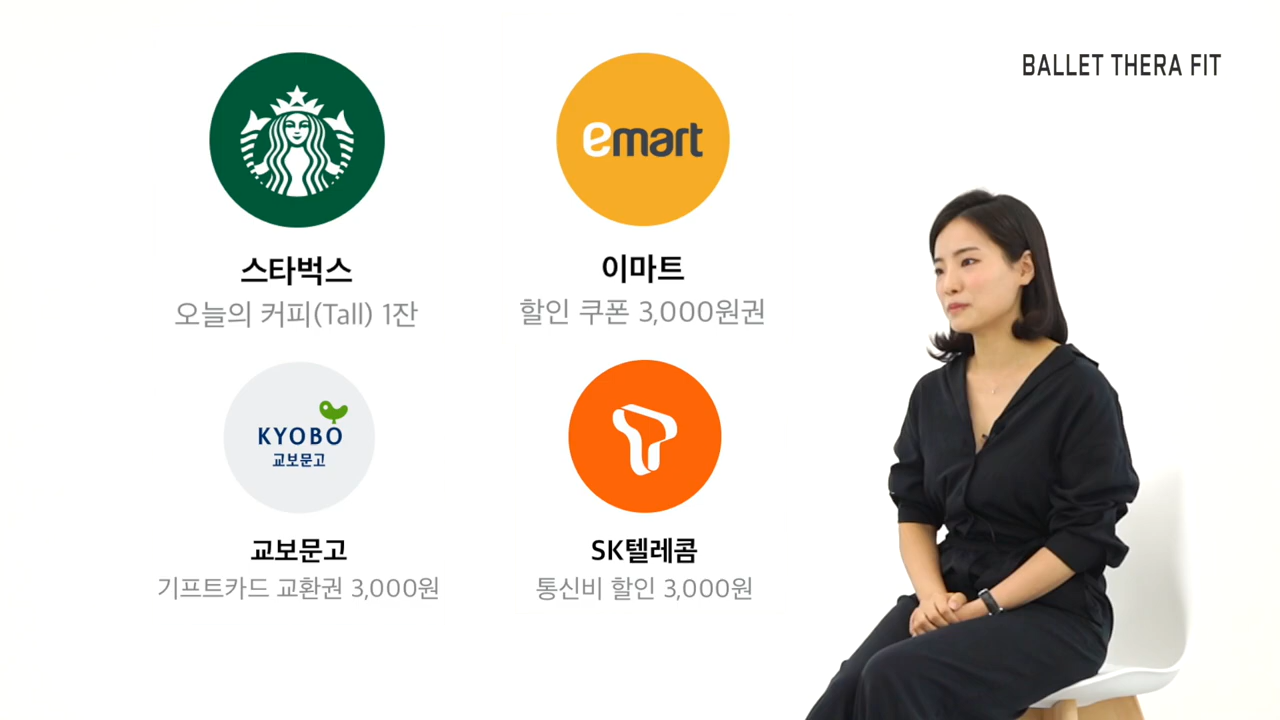 BALLET THERA FIT
emart
스타벅스
오늘의 커피(Tall) 1잔
이마트
할인 쿠폰 3,000원권
KYOBO
교보문고
교보문고
기프트카드 교환권 3,000원
SK텔레콤
통신비 할인 3,000원